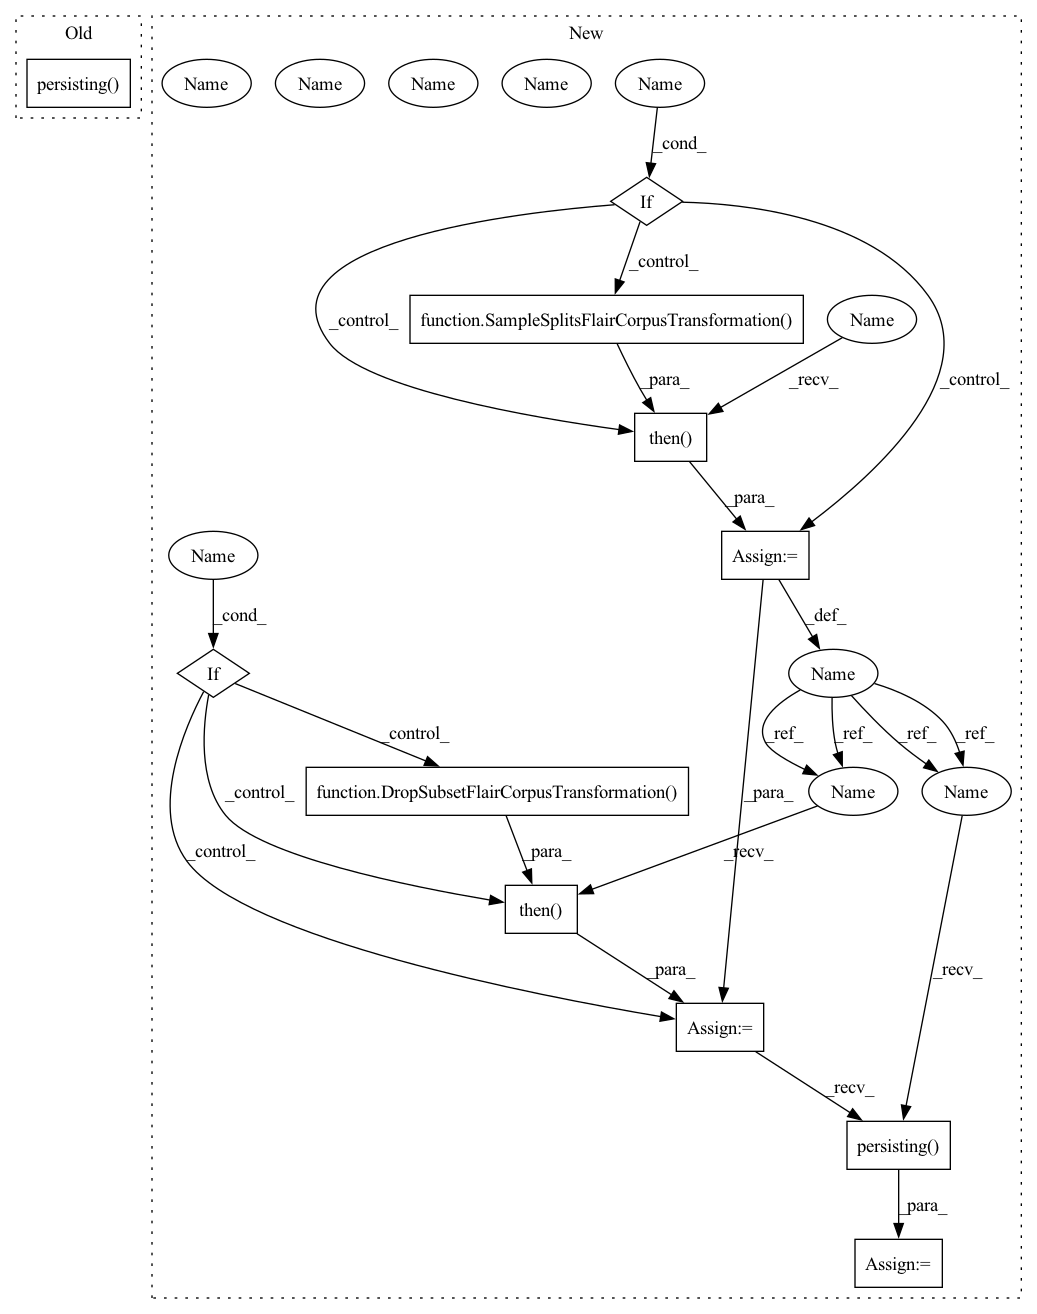 Old
New
persisting()
Name
Name
Name
Name
Name
_cond_
If
_control_
function.SampleSplitsFlairCorpusTransformation()
Name
_control_
_para_
_recv_
_control_
then()
_para_
Name
Assign:=
_cond_
_def_
If
Name
_control_
_ref_
_ref_
_ref_
_ref_
_control_
function.DropSubsetFlairCorpusTransformation()
_para_
Name
Name
_control_
_para_
_recv_
then()
_para_
_recv_
Assign:=
_recv_
persisting()
_para_
Assign:=